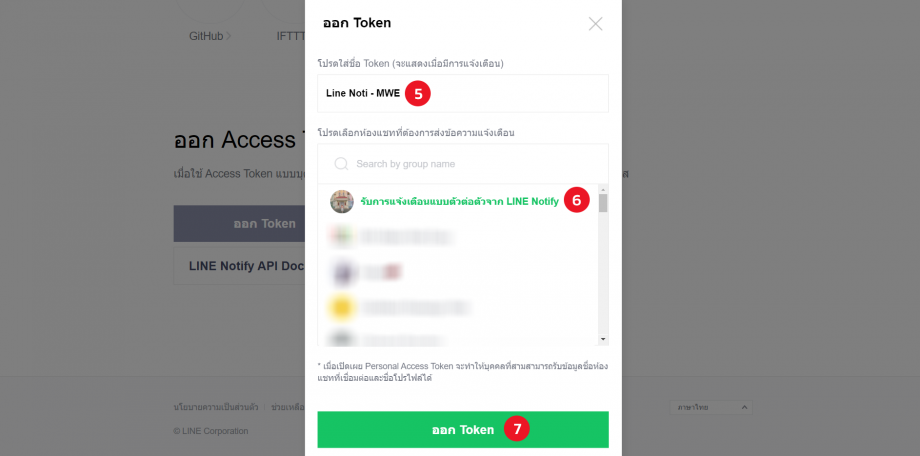 ออก Token
GitHub >
IFTTT
โปรดใส่ชื่อ Token (จะแสดงเมื่อมีการแจ้งเตือน)
Line Noti - MWE 5
โปรดเลือกห้องแชทที่ต้องการส่งข้อความแจ้งเตือน
ออก Access T
Search by group name
เมื่อใช้ Access Token แบบบุ
ส
รับการแจ้งเตือนแบบตัวต่อตัวจาก LINE Notify 6
ออก Token
LINE Notify API Doc
* เมื่อเปิดเผย Personal Access Token จะทำให้บุคคลที่สามสามารถรับข้อมูลชื่อห้อง
แชทที่เชื่อมต่อและชื่อโปรไฟล์ได้
นโยบายความเป็นส่วนตัว
ช่วยเหลือ
ภาษาไทย
© LINE Corporation
ออก Token 7